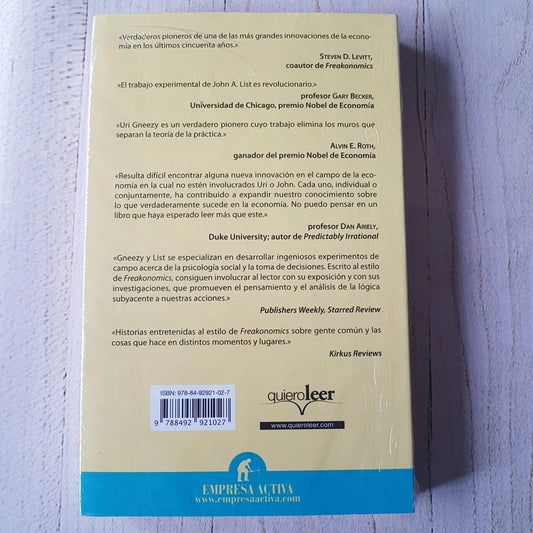 «Verdaderos pioneros de una de las más grandes innovaciones de la econo-
mía en los últimos cincuenta años.»
STEVEN D. LEVITT,
coautor de Freakonomics
«El trabajo experimental de John A. List es revolucionario.»
profesor GARY BECKER,
Universidad de Chicago, premio Nobel de Economía
«Uri Gneezy es un verdadero pionero cuyo trabajo elimina los muros que
separan la teoría de la práctica.»
ALVIN E. ROTH,
ganador del premio Nobel de Economía
«Resulta difícil encontrar alguna nueva innovación en el campo de la eco-
nomía en la cual no estén involucrados Uri o John. Cada uno, individual o
conjuntamente, ha contribuido a expandir nuestro conocimiento sobre
lo que verdaderamente sucede en la economía. No puedo pensar en un
libro que haya esperado leer más que este.»
profesor DAN ARIELY,
Duke University; autor de Predictably Irrational
«Gneezy y List se especializan en desarrollar ingeniosos experimentos de
campo acerca de la psicología social y la toma de decisiones. Escrito al estilo
de Freakonomics, consiguen involucrar al lector con su exposición y con sus
investigaciones, que promueven el pensamiento y el análisis de la lógica
subyacente a nuestras acciones.»
Publishers Weekly, Starred Review
«Historias entretenidas al estilo de Freakonomics sobre gente común y las
cosas que hace en distintos momentos y lugares.»
Kirkus Reviews
ISBN: 978-84-92921-02-7
9 788492 921027
quieroleer
www.quieroleer.com
EMPRESA ACTIVA
www.empresaactiva.com